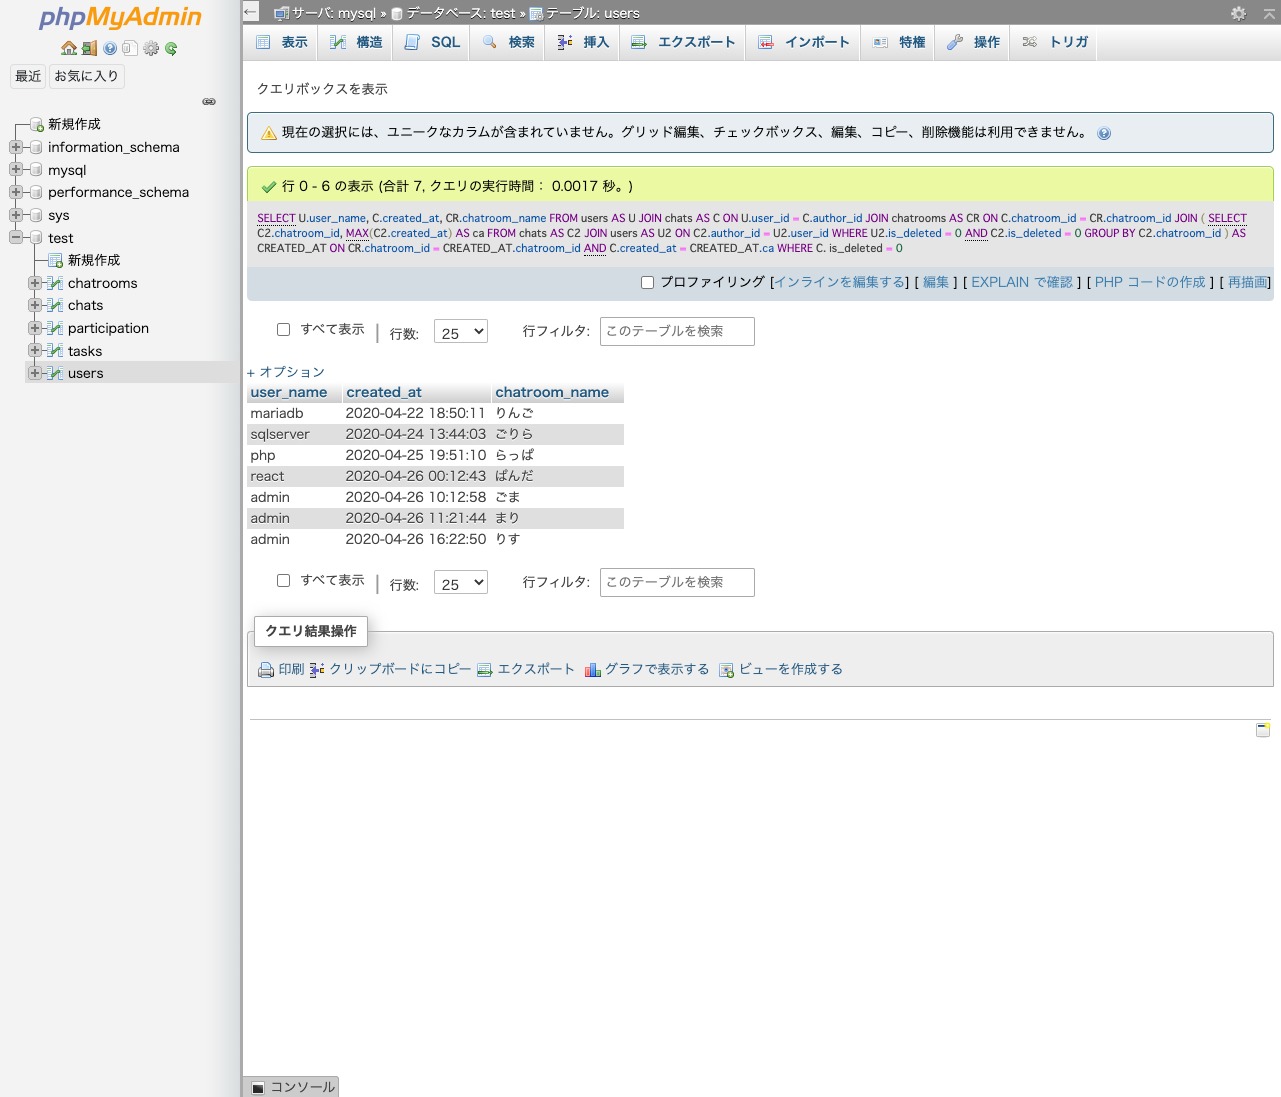 phpMyAdmin
最近 お気に入り
新規作成
information_schema
mysql
performance_schema
sys
test
新規作成
chatrooms
chats
participation
tasks
users
サーバ: mysql » データベース: test » テーブル: users
表示 構造 SQL 検索 挿入 エクスポート インポート 特権 操作 トリガ
クエリボックスを表示
現在の選択には、ユニークなカラムが含まれていません。グリッド編集、チェックボックス、編集、コピー、削除機能は利用できません。
行 0 - 6 の表示 (合計 7, クエリの実行時間： 0.0017 秒。)
SELECT U.user_name, C.created_at, CR.chatroom_name FROM users AS U JOIN chats AS C ON U.user_id = C.author_id JOIN chatrooms AS CR ON C.chatroom_id = CR.chatroom_id JOIN ( SELECT
C2.chatroom_id, MAX(C2.created_at) AS ca FROM chats AS C2 JOIN users AS U2 ON C2.author_id = U2.user_id WHERE U2.is_deleted = 0 AND C2.is_deleted = 0 GROUP BY C2.chatroom_id ) AS
CREATED_AT ON CR.chatroom_id = CREATED_AT.chatroom_id AND C.created_at = CREATED_AT.ca WHERE C. is_deleted = 0
プロファイリング [インラインを編集する] [ 編集 ] [ EXPLAIN で確認 ] [ PHP コードの作成 ] [ 再描画]
すべて表示 | 行数: 25 行フィルタ: このテーブルを検索
+ オプション
user_name created_at chatroom_name
mariadb 2020-04-22 18:50:11 りんご
sqlserver 2020-04-24 13:44:03 ごりら
php 2020-04-25 19:51:10 らっぱ
react 2020-04-26 00:12:43 ぱんだ
admin 2020-04-26 10:12:58 ごま
admin 2020-04-26 11:21:44 まり
admin 2020-04-26 16:22:50 りす
すべて表示 | 行数: 25 行フィルタ: このテーブルを検索
クエリ結果操作
印刷 クリップボードにコピー エクスポート グラフで表示する ビューを作成する
コンソール